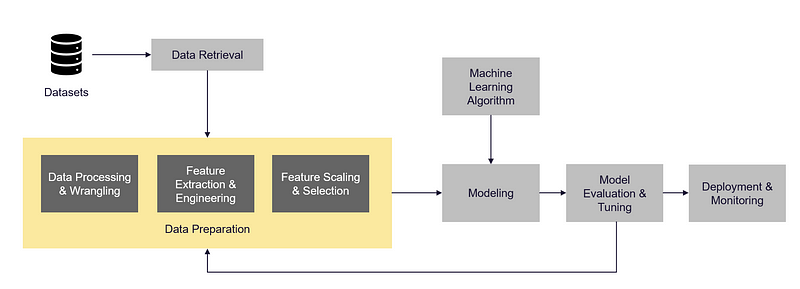 Datasets
Data Retrieval
Data Processing
& Wrangling
Feature
Extraction &
Engineering
Feature Scaling
& Selection
Data Preparation
Machine
Learning
Algorithm
Modeling
Model
Evaluation &
Tuning
Deployment &
Monitoring